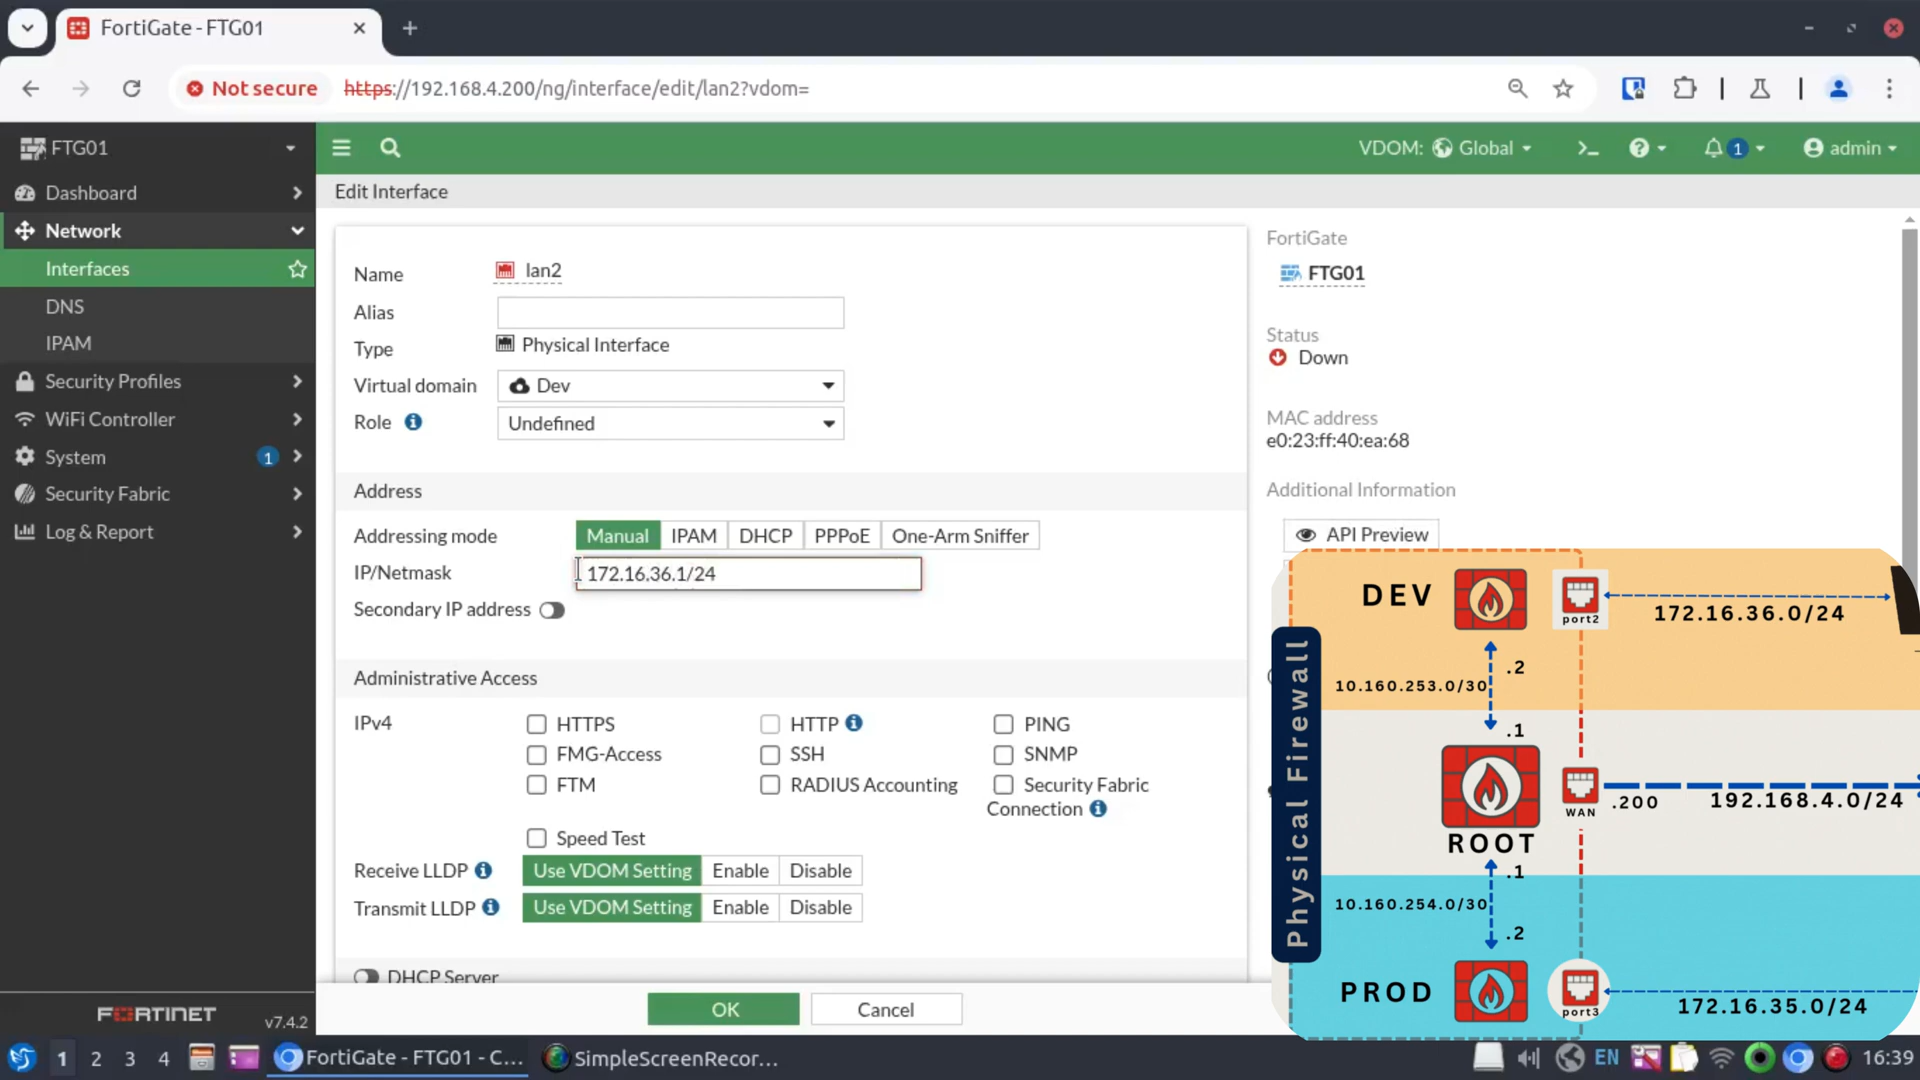 FortiGate - FTG01
Not secure
https://192.168.4.200/ng/interface/edit/lan2?vdom=
FTG01
VDOM: Global
>_
1
admin
Dashboard
Network
Interfaces
DNS
IPAM
Security Profiles
WiFi Controller
System 1
Security Fabric
Log & Report
FORTINET
v7.4.2
Edit Interface
Name lan2
Alias
Type Physical Interface
Virtual domain Dev
Role Undefined
Address
Addressing mode Manual IPAM DHCP PPPoE One-Arm Sniffer
IP/Netmask 172.16.36.1/24
Secondary IP address
Administrative Access
IPv4 HTTPS HTTP PING
FMG-Access SSH SNMP
FTM RADIUS Accounting Security Fabric
Connection
Speed Test
Receive LLDP Use VDOM Setting Enable Disable
Transmit LLDP Use VDOM Setting Enable Disable
DHCP Server
OK Cancel
FortiGate
FTG01
Status
Down
MAC address
e0:23:ff:40:ea:68
Additional Information
API Preview
Physical Firewall
DEV
port2
172.16.36.0/24
.2
10.160.253.0/30
.1
ROOT
WAN
.200
192.168.4.0/24
.1
10.160.254.0/30
.2
PROD
port3
172.16.35.0/24
1 2 3 4
FortiGate - FTG01 - C...
SimpleScreenRecor...
EN
16:39